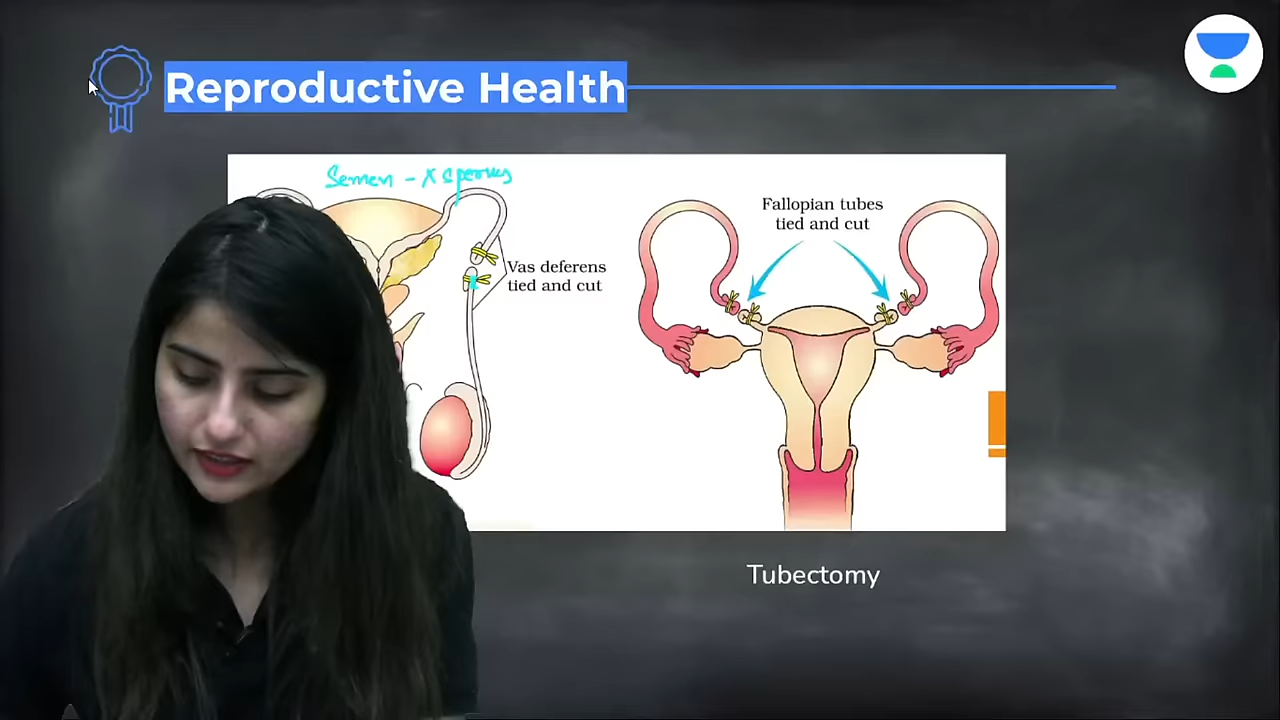 Reproductive Health
Semen - x sperms
Fallopian tubes
tied and cut
Vas deferens
tied and cut
Tubectomy